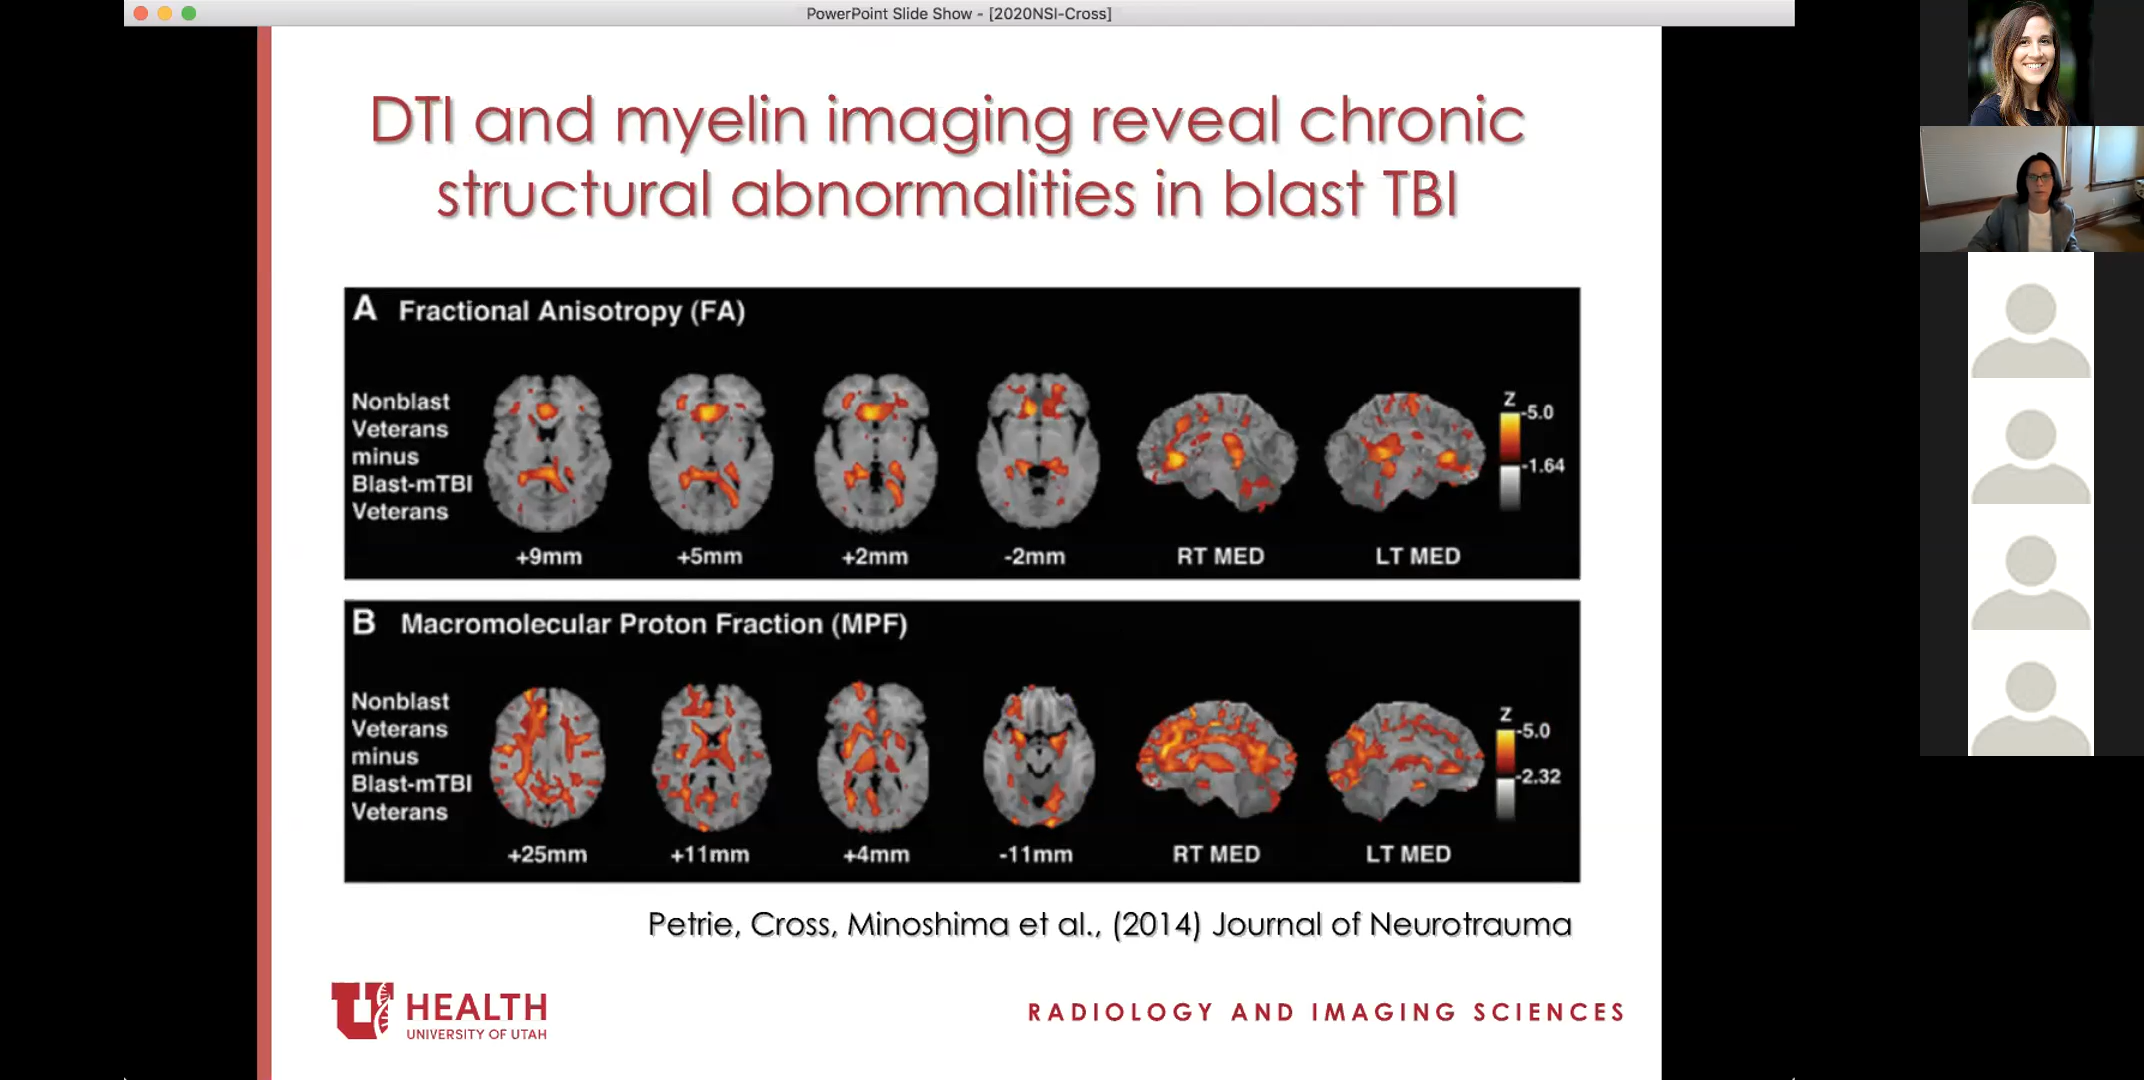 PowerPoint Slide Show - [2020NSI-Cross]
DTI and myelin imaging reveal chronic
structural abnormalities in blast TBI
A Fractional Anisotropy (FA)
Nonblast
Veterans
minus
Blast-mTBI
Veterans
+9mm +5mm +2mm -2mm RT MED LT MED
Z
-5.0
-1.64
B Macromolecular Proton Fraction (MPF)
Nonblast
Veterans
minus
Blast-mTBI
Veterans
+25mm +11mm +4mm -11mm RT MED LT MED
Z
-5.0
-2.32
Petrie, Cross, Minoshima et al., (2014) Journal of Neurotrauma
U HEALTH
UNIVERSITY OF UTAH
RADIOLOGY AND IMAGING SCIENCES